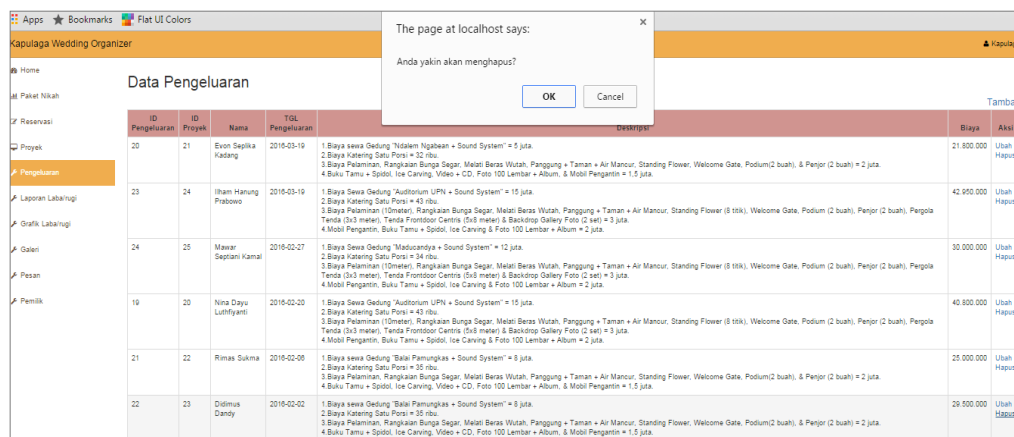 Apps Bookmarks Flat UI Colors
The page at localhost says:
Anda yakin akan menghapus?
OK Cancel
Kapulaga Wedding Organizer
Home
Paket Nikah
Reservasi
Proyek
Pengeluaran
Laporan Laba/rugi
Grafik Laba/rugi
Galeri
Pesan
Pemilik
Data Pengeluaran
ID Pengeluaran ID Proyek Nama TGL Pengeluaran Deskripsi Biaya Aksi
20 21 Evon Seplika Kadang 2016-03-19
1.Biaya sewa Gedung "Ndalem Ngabean + Sound System" = 5 juta.
2.Biaya Katering Satu Porsi = 32 ribu.
3.Biaya Pelaminan, Rangkaian Bunga Segar, Melati Beras Wutah, Panggung + Taman + Air Mancur, Standing Flower, Welcome Gate, Podium(2 buah), & Penjor (2 buah) = 2 juta.
4.Buku Tamu + Spidol, Ice Carving, Video + CD, Foto 100 Lembar + Album, & Mobil Pengantin = 1,5 juta.
21.800.000 Ubah
23 24 Ilham Hanung Prabowo 2016-03-19
1.Biaya Sewa Gedung "Auditorium UPN + Sound System" = 15 juta.
2.Biaya Katering Satu Porsi = 43 ribu.
3.Biaya Pelaminan (10meter), Rangkaian Bunga Segar, Melati Beras Wutah, Panggung + Taman + Air Mancur, Standing Flower (8 titik), Welcome Gate, Podium (2 buah), Penjor (2 buah), Pergola
Tenda (3x3 meter), Tenda Frontdoor Centris (5x8 meter) & Backdrop Gallery Foto (2 set) = 3 juta.
4.Mobil Pengantin, Buku Tamu + Spidol, Ice Carving & Foto 100 Lembar + Album = 2 juta.
42.950.000 Ubah
24 25 Mawar Septiani Kamal 2016-02-27
1.Biaya Sewa Gedung "Maducandya + Sound System" = 12 juta.
2.Biaya Katering Satu Porsi = 34 ribu.
3.Biaya Pelaminan (10meter), Rangkaian Bunga Segar, Melati Beras Wutah, Panggung + Taman + Air Mancur, Standing Flower (8 titik), Welcome Gate, Podium (2 buah), Penjor (2 buah), Pergola
Tenda (3x3 meter), Tenda Frontdoor Centris (5x8 meter) & Backdrop Gallery Foto (2 set) = 3 juta.
4.Mobil Pengantin, Buku Tamu + Spidol, Ice Carving & Foto 100 Lembar + Album = 2 juta.
30.000.000 Ubah
19 20 Nina Dayu Luthfiyanti 2016-02-20
1.Biaya Sewa Gedung "Auditorium UPN + Sound System" = 15 juta.
2.Biaya Katering Satu Porsi = 43 ribu.
3.Biaya Pelaminan (10meter), Rangkaian Bunga Segar, Melati Beras Wutah, Panggung + Taman + Air Mancur, Standing Flower (8 titik), Welcome Gate, Podium (2 buah), Penjor (2 buah), Pergola
Tenda (3x3 meter), Tenda Frontdoor Centris (5x8 meter) & Backdrop Gallery Foto (2 set) = 3 juta.
4.Mobil Pengantin, Buku Tamu + Spidol, Ice Carving & Foto 100 Lembar + Album = 2 juta.
40.800.000 Ubah
21 22 Rimas Sukma 2016-02-06
1.Biaya sewa Gedung "Balai Pamungkas + Sound System" = 8 juta.
2.Biaya Katering Satu Porsi = 35 ribu.
3.Biaya Pelaminan, Rangkaian Bunga Segar, Melati Beras Wutah, Panggung + Taman + Air Mancur, Standing Flower, Welcome Gate, Podium(2 buah), & Penjor (2 buah) = 2 juta.
4.Buku Tamu + Spidol, Ice Carving, Video + CD, Foto 100 Lembar + Album, & Mobil Pengantin = 1,5 juta.
25.000.000 Ubah
22 23 Didimus Dandy 2016-02-02
1.Biaya sewa Gedung "Balai Pamungkas + Sound System" = 8 juta.
2.Biaya Katering Satu Porsi = 35 ribu.
3.Biaya Pelaminan, Rangkaian Bunga Segar, Melati Beras Wutah, Panggung + Taman + Air Mancur, Standing Flower, Welcome Gate, Podium(2 buah), & Penjor (2 buah) = 2 juta.
4.Buku Tamu + Spidol, Ice Carving, Video + CD, Foto 100 Lembar + Album, & Mobil Pengantin = 1,5 juta.
29.500.000 Ubah
Hapus